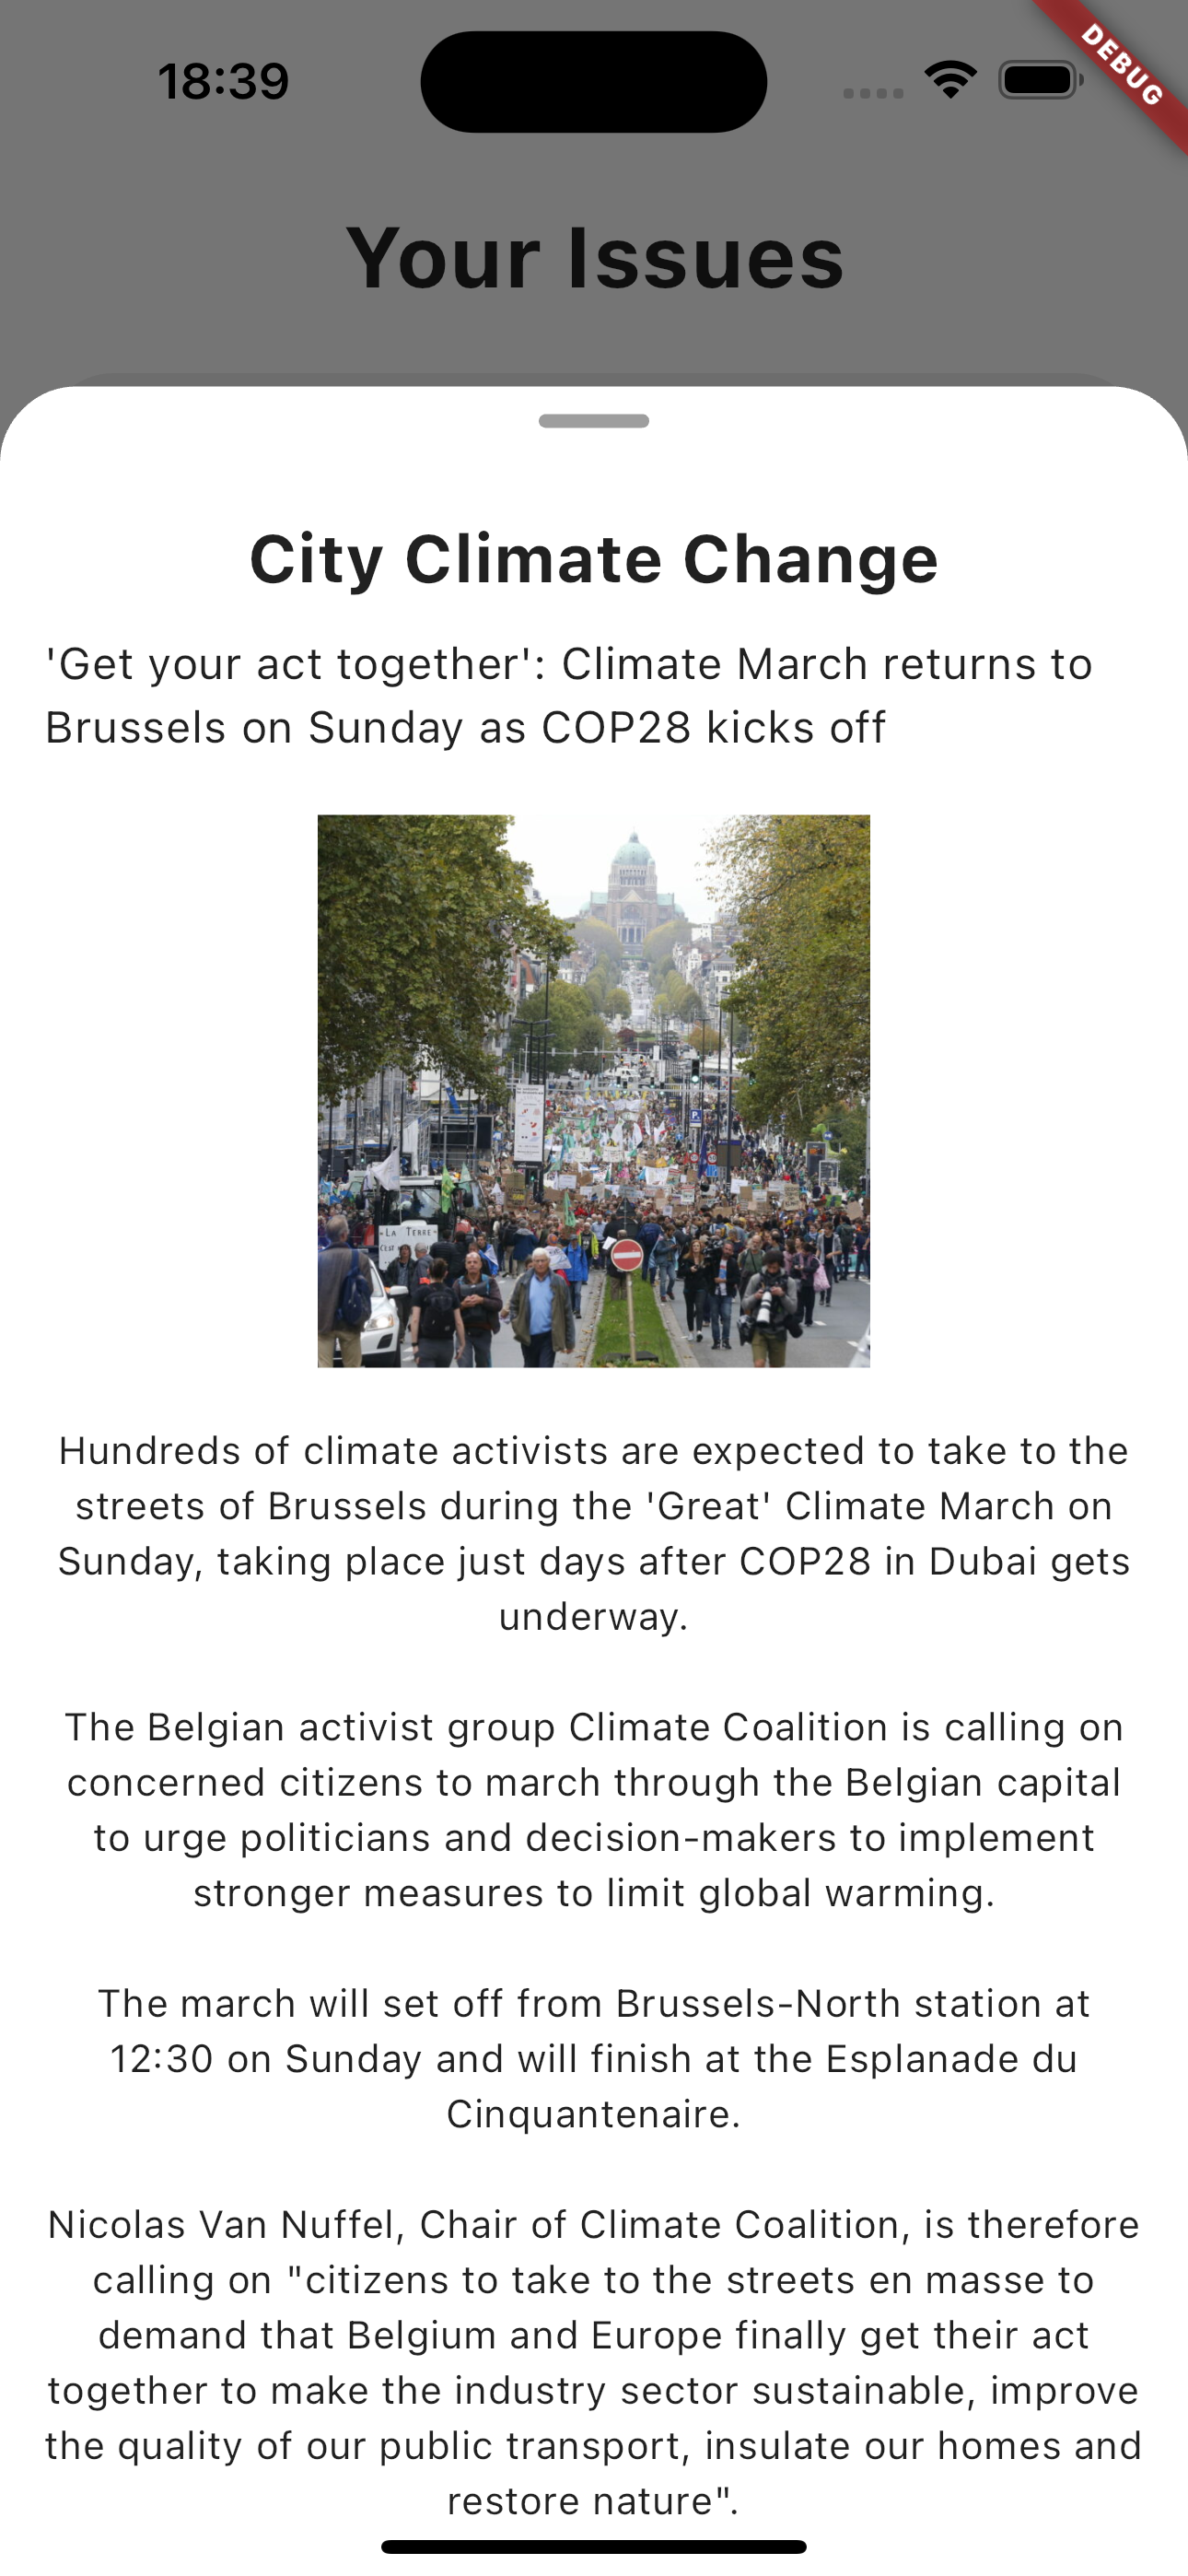 18:39
DEBUG
Your Issues
City Climate Change
'Get your act together': Climate March returns to
Brussels on Sunday as COP28 kicks off
LA TERRE
Hundreds of climate activists are expected to take to the
streets of Brussels during the 'Great' Climate March on
Sunday, taking place just days after COP28 in Dubai gets
underway.
The Belgian activist group Climate Coalition is calling on
concerned citizens to march through the Belgian capital
to urge politicians and decision-makers to implement
stronger measures to limit global warming.
The march will set off from Brussels-North station at
12:30 on Sunday and will finish at the Esplanade du
Cinquantenaire.
Nicolas Van Nuffel, Chair of Climate Coalition, is therefore
calling on "citizens to take to the streets en masse to
demand that Belgium and Europe finally get their act
together to make the industry sector sustainable, improve
the quality of our public transport, insulate our homes and
restore nature".